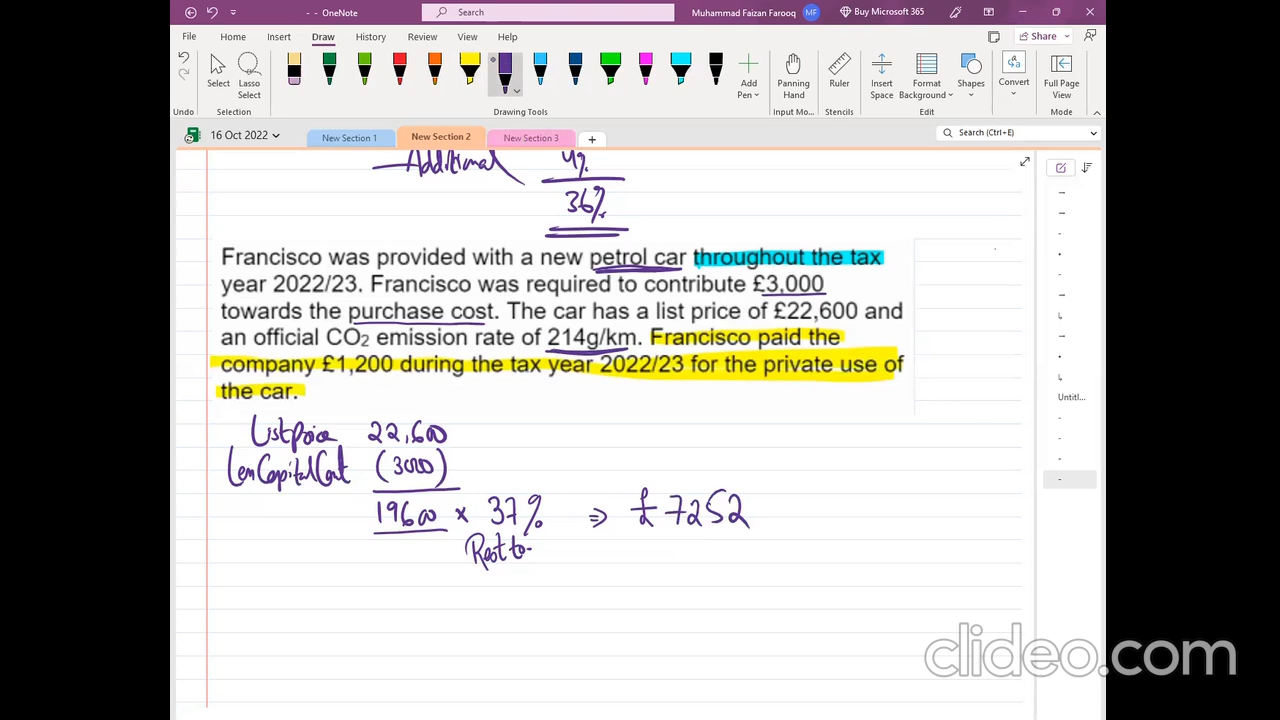 - - OneNote
Search
Muhammad Faizan Farooq
MF
Buy Microsoft 365
File
Home
Insert
Draw
History
Review
View
Help
Share
Undo
Select
Lasso
Select
Selection
Drawing Tools
Add
Pen
Panning
Hand
Input Mo...
Ruler
Stencils
Insert
Space
Format
Background
Shapes
Edit
Convert
Full Page
View
Mode
16 Oct 2022
New Section 1
New Section 2
New Section 3
Search (Ctrl+E)
Untitl...
Additional 4%
36%
Francisco was provided with a new petrol car throughout the tax
year 2022/23. Francisco was required to contribute £3,000
towards the purchase cost. The car has a list price of £22,600 and
an official CO2 emission rate of 214g/km. Francisco paid the
company £1,200 during the tax year 2022/23 for the private use of
the car.
List Price 22,600
Less Capital Cont (3000)
19600 × 37% ⇒ £7252
Rest to
clideo.com